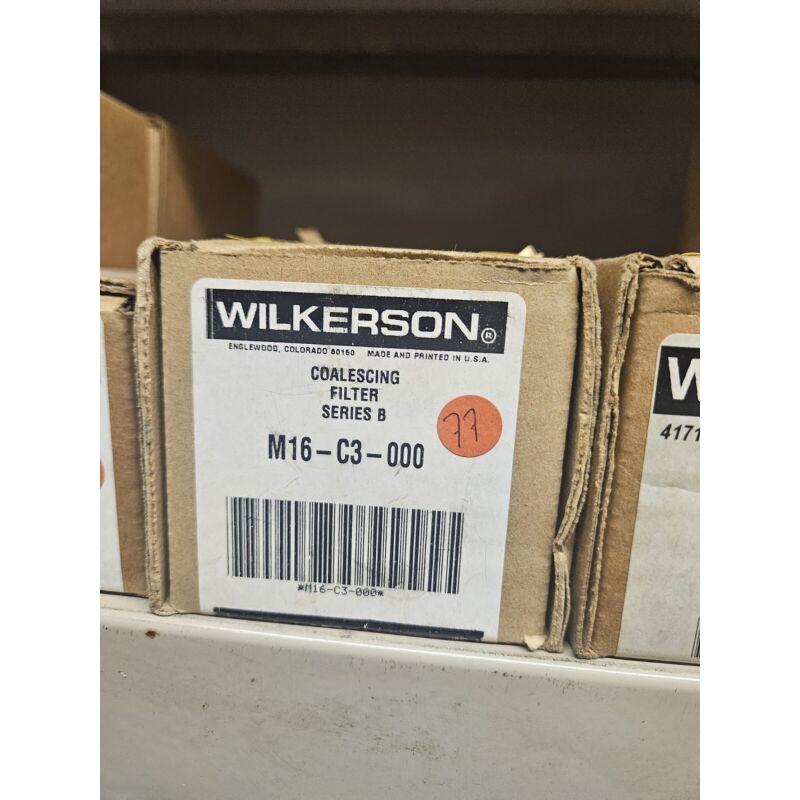 WILKERSON®
ENGLEWOOD, COLORADO 80150 MADE AND PRINTED IN U.S.A.
COALESCING
FILTER
SERIES B
77
M16-C3-000
*M16-C3-000*
W
4171